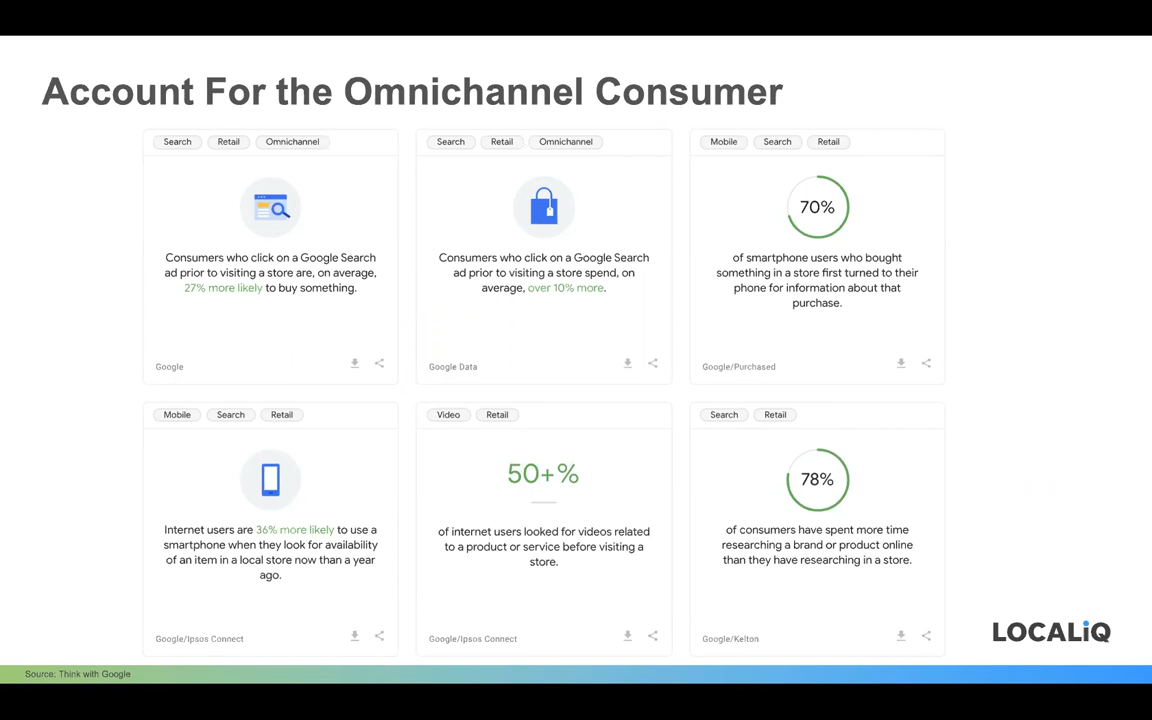 Account For the Omnichannel Consumer
Search Retail Omnichannel
Consumers who click on a Google Search
ad prior to visiting a store are, on average,
27% more likely to buy something.
Google
Search Retail Omnichannel
Consumers who click on a Google Search
ad prior to visiting a store spend, on
average, over 10% more.
Google Data
Mobile Search Retail
70%
of smartphone users who bought
something in a store first turned to their
phone for information about that
purchase.
Google/Purchased
Mobile Search Retail
Internet users are 36% more likely to use a
smartphone when they look for availability
of an item in a local store now than a year
ago.
Google/Ipsos Connect
Video Retail
50+%
of internet users looked for videos related
to a product or service before visiting a
store.
Google/Ipsos Connect
Search Retail
78%
of consumers have spent more time
researching a brand or product online
than they have researching in a store.
Google/Kelton
LOCALiQ
Source: Think with Google